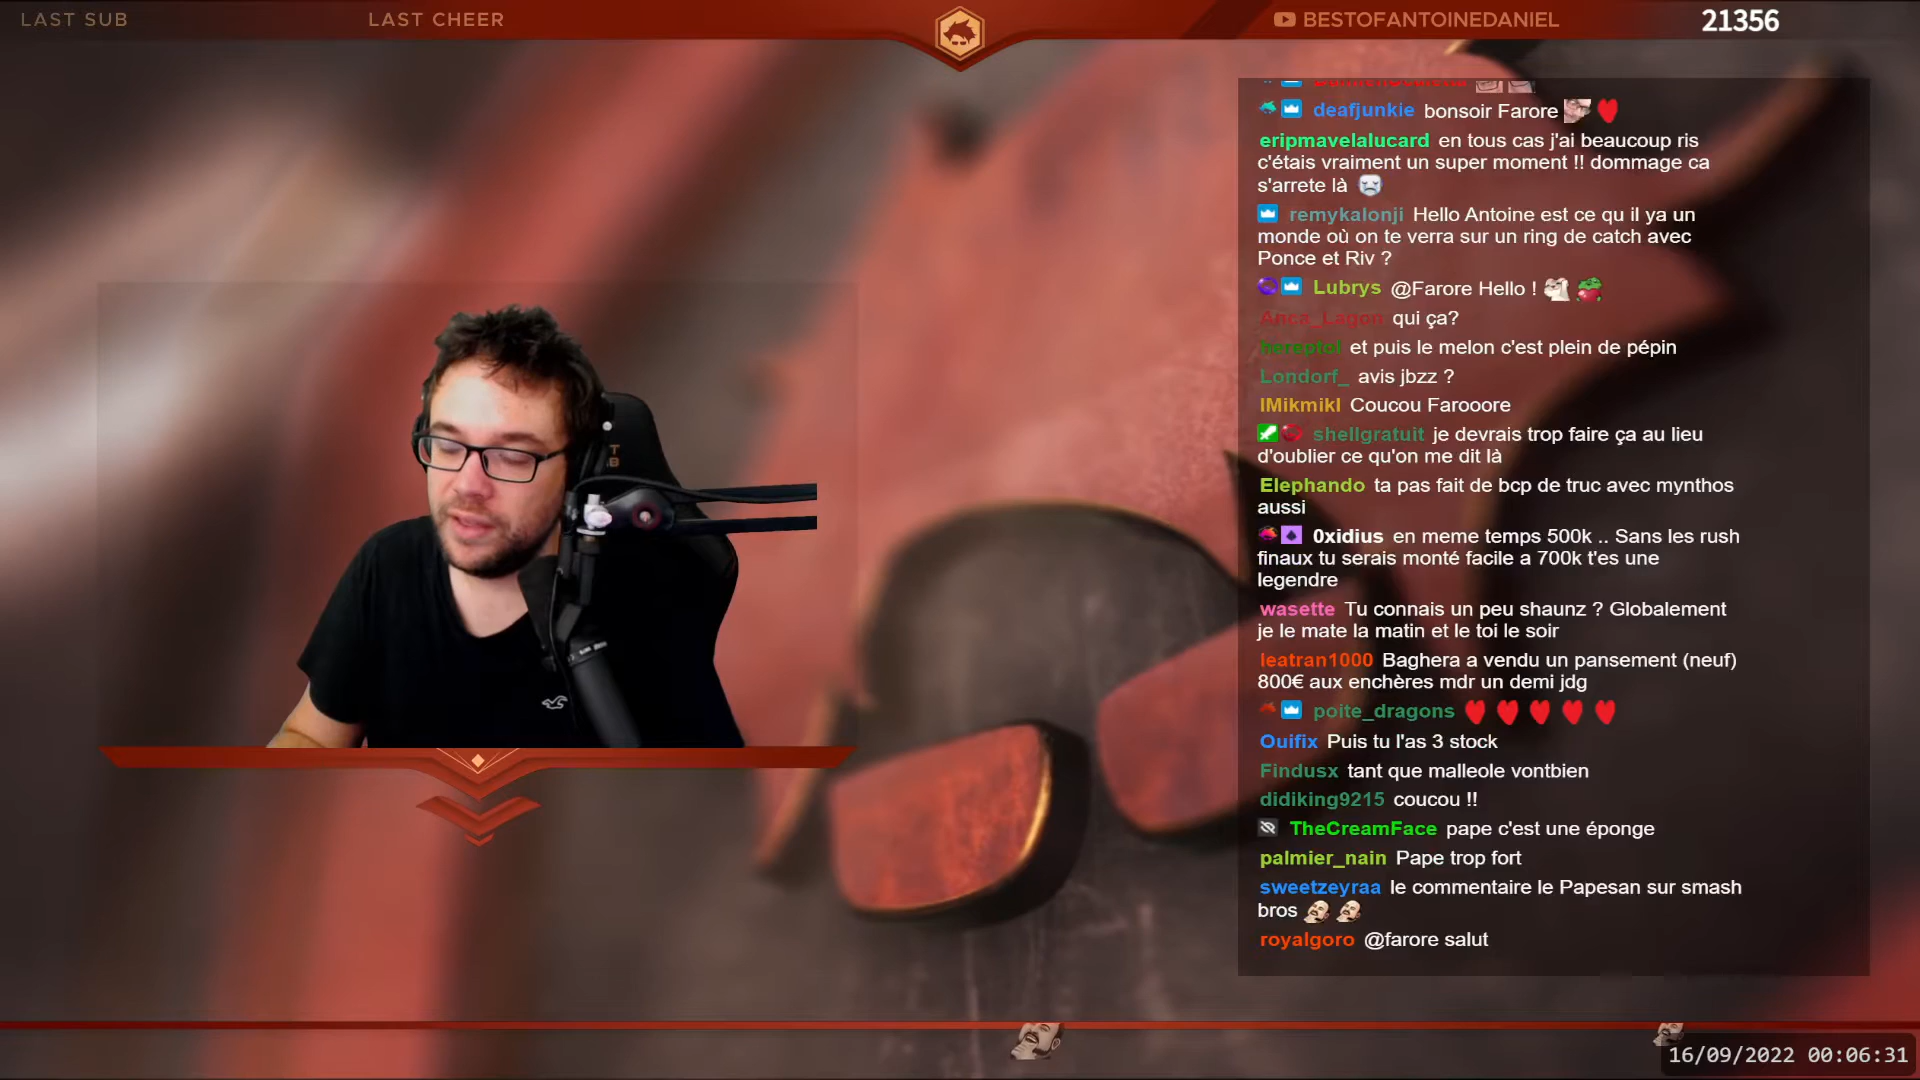 LAST SUB
LAST CHEER
BESTOFANTOINEDANIEL
21356
deafjunkie bonsoir Farore
eripmavelalucard en tous cas j'ai beaucoup ris
c'étais vraiment un super moment !! dommage ca
s'arrete là
remykalonji Hello Antoine est ce qu il ya un
monde où on te verra sur un ring de catch avec
Ponce et Riv ?
Lubrys @Farore Hello !
Anca_Lagon qui ça?
et puis le melon c'est plein de pépin
Londorf_ avis jbzz ?
IMikmikI Coucou Farooore
shellgratuit je devrais trop faire ça au lieu
d'oublier ce qu'on me dit là
Elephando ta pas fait de bcp de truc avec mynthos
aussi
0xidius en meme temps 500k .. Sans les rush
finaux tu serais monté facile a 700k t'es une
legendre
wasette Tu connais un peu shaunz ? Globalement
je le mate la matin et le toi le soir
leatran1000 Baghera a vendu un pansement (neuf)
800€ aux enchères mdr un demi jdg
poite_dragons
Ouifix Puis tu l'as 3 stock
Findusx tant que malleole vontbien
didiking9215 coucou !!
TheCreamFace pape c'est une éponge
palmier_nain Pape trop fort
sweetzeyraa le commentaire le Papesan sur smash
bros
royalgoro @farore salut
T
B
16/09/2022 00:06:31